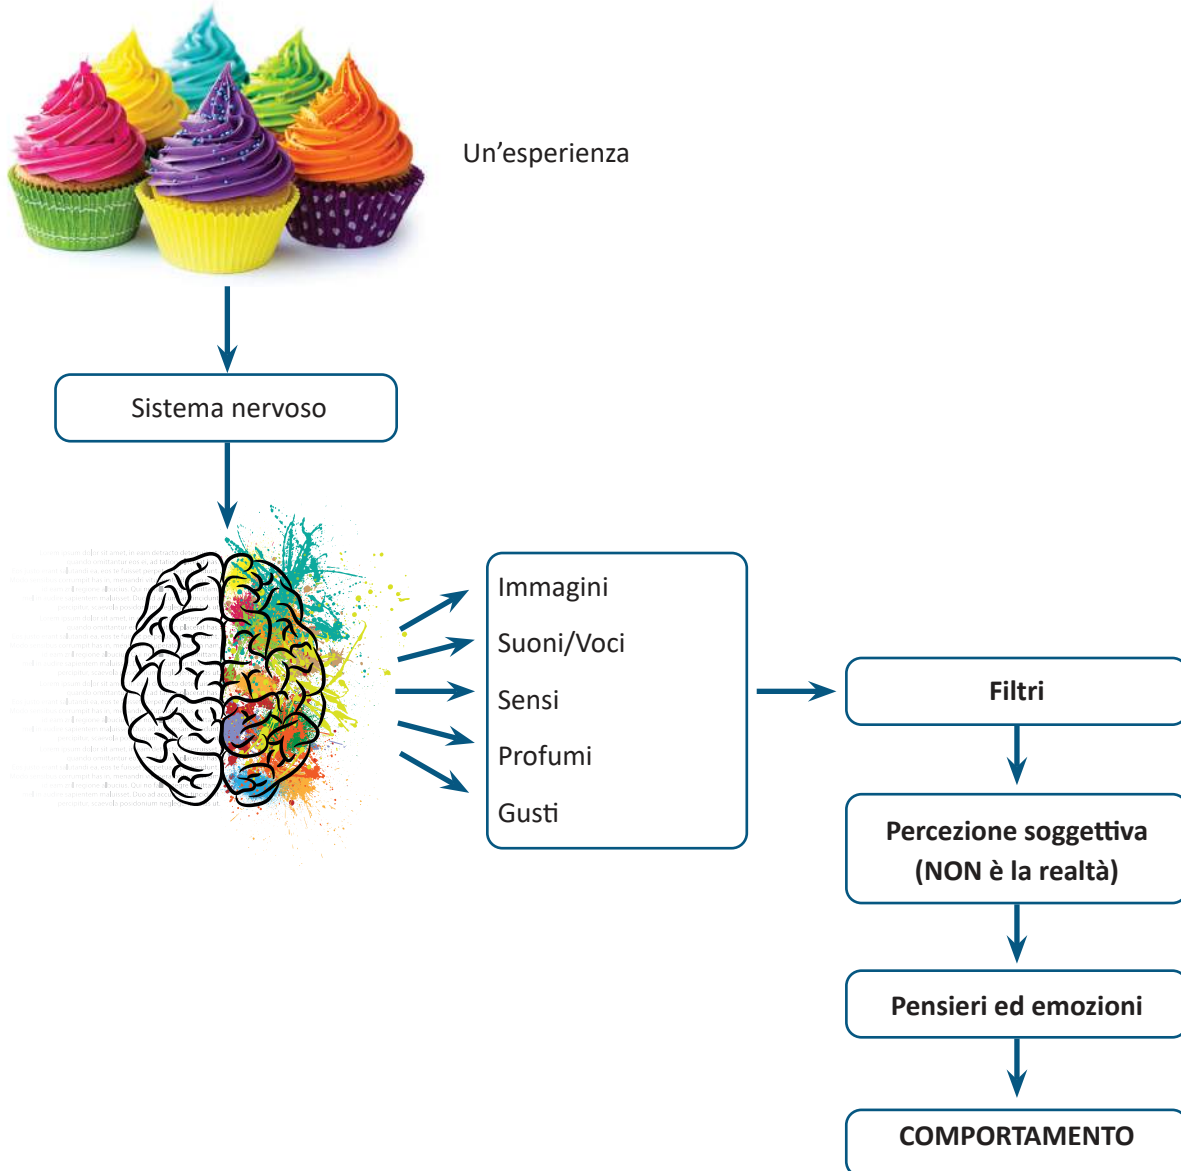 Un'esperienza
Sistema nervoso
Immagini
Suoni/Voci
Sensi
Profumi
Gusti
Filtri
Percezione soggettiva
(NON è la realtà)
Pensieri ed emozioni
COMPORTAMENTO